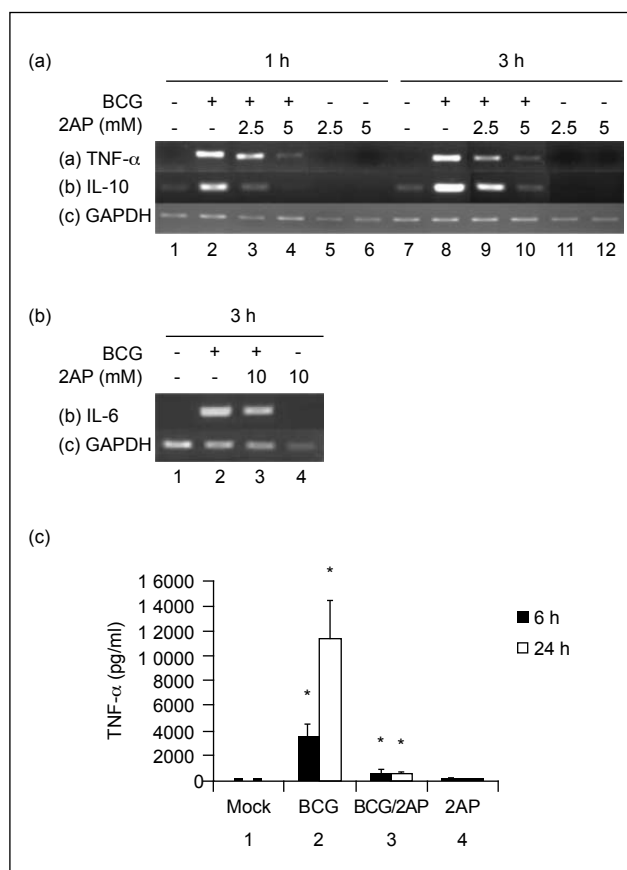 (a)
1 h 3 h
BCG - + + + - - - + + + - -
2AP (mM) - - 2.5 5 2.5 5 - - 2.5 5 2.5 5
(a) TNF-α
(b) IL-10
(c) GAPDH
1 2 3 4 5 6 7 8 9 10 11 12
(b)
3 h
BCG - + + -
2AP (mM) - - 10 10
(b) IL-6
(c) GAPDH
1 2 3 4
(c)
TNF-α (pg/ml)
1 6000
1 4000
1 2000
1 0000
8000
6000
4000
2000
0
* * * *
6 h
24 h
Mock BCG BCG/2AP 2AP
1 2 3 4